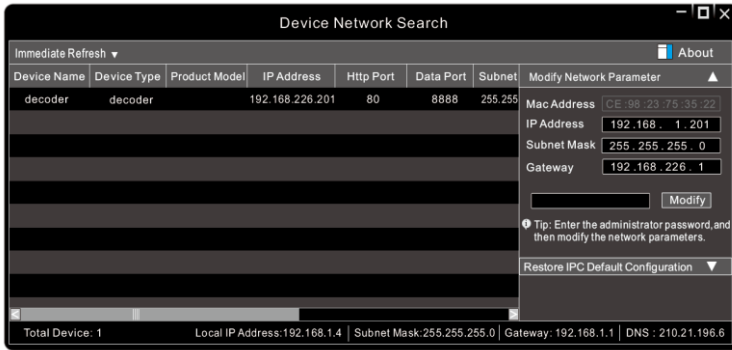 Device Network Search
Immediate Refresh ▼
About
Device Name Device Type Product Model IP Address Http Port Data Port Subnet
decoder decoder 192.168.226.201 80 8888 255.255
Modify Network Parameter
Mac Address CE:98:23:75:35:22
IP Address 192.168. 1.201
Subnet Mask 255.255.255. 0
Gateway 192.168.226. 1
Modify
Tip: Enter the administrator password,and
then modify the network parameters.
Restore IPC Default Configuration
Total Device: 1 Local IP Address:192.168.1.4 Subnet Mask:255.255.255.0 Gateway: 192.168.1.1 DNS : 210.21.196.6